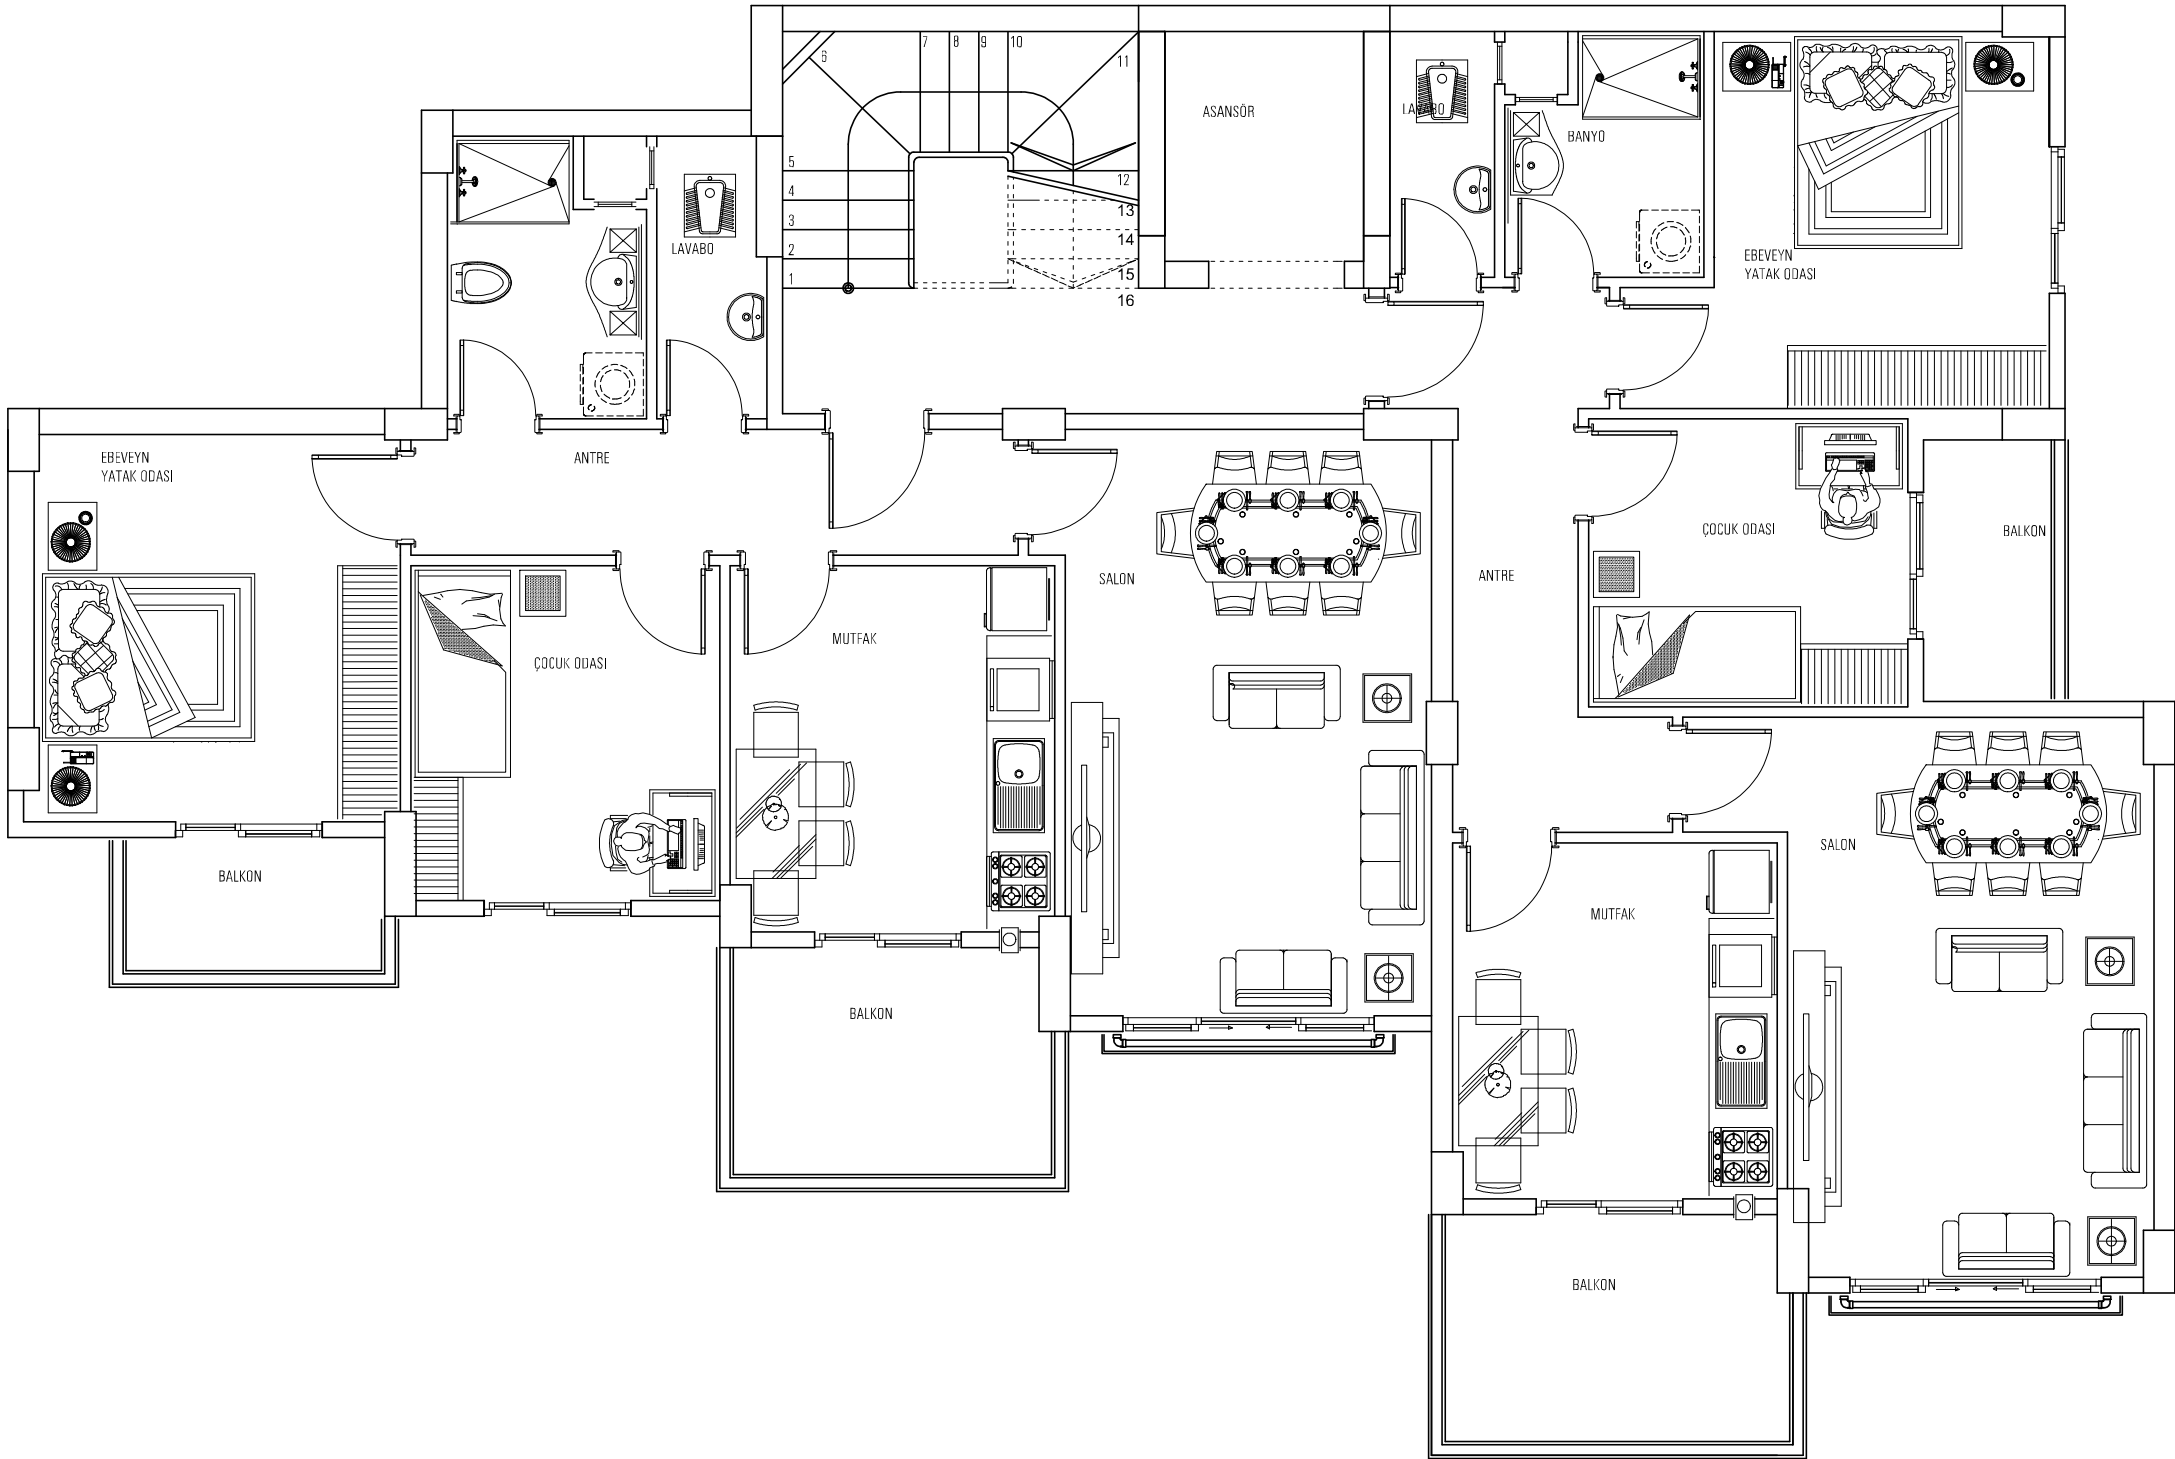 6
7
8
9
10
11
ASANSÖR
LAVABO
BANYO
5
4
3
2
1
12
13
14
15
16
LAVABO
EBEVEYN
YATAK ODASI
EBEVEYN
YATAK ODASI
ANTRE
ÇOCUK ODASI
BALKON
SALON
ANTRE
MUTFAK
ÇOCUK ODASI
SALON
BALKON
MUTFAK
BALKON
BALKON